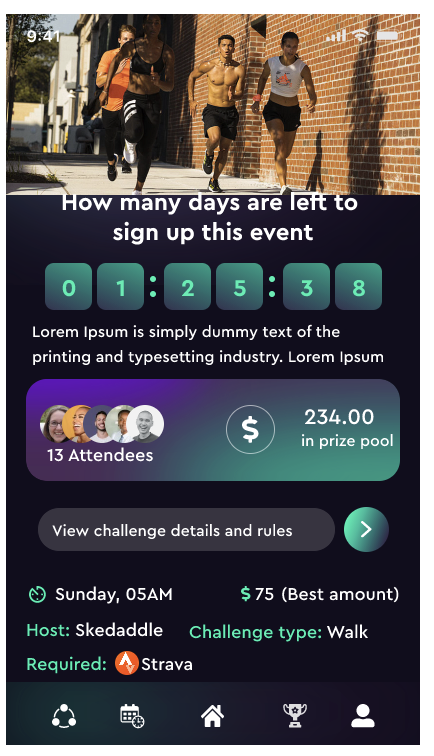 9:41
How many days are left to
sign up this event
0 1 : 2 5 : 3 8
Lorem Ipsum is simply dummy text of the
printing and typesetting industry. Lorem Ipsum
$ 234.00
in prize pool
13 Attendees
View challenge details and rules
Sunday, 05AM $ 75 (Best amount)
Host: Skedaddle Challenge type: Walk
Required: Strava